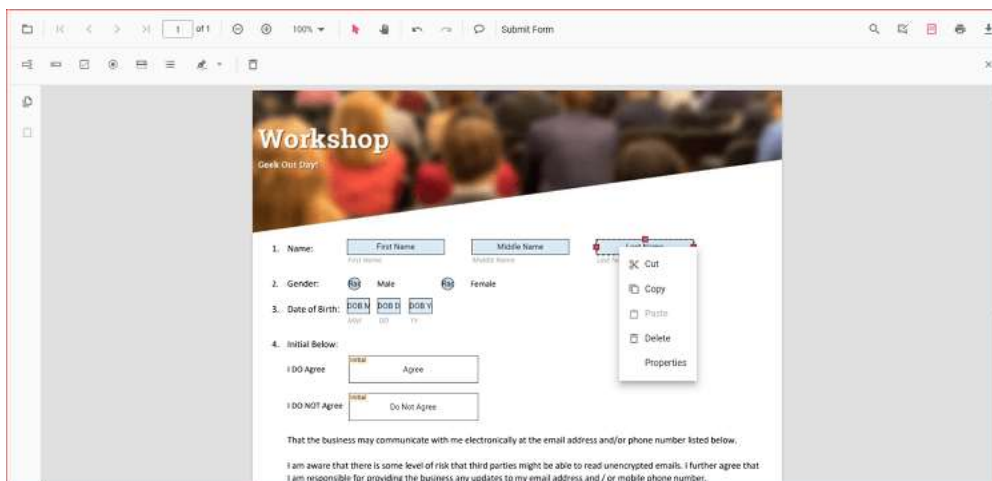 1 of 1 100% Submit Form
Workshop
Geek Out Day!
1. Name: First Name Middle Name Last Name
First Name Middle Name
Cut
2. Gender: Male Female
Copy
3. Date of Birth: DOB M DOB D DOB Y
MM DD YY
Paste
Delete
4. Initial Below:
Properties
Initial
I DO Agree Agree
Initial
I DO NOT Agree Do Not Agree
That the business may communicate with me electronically at the email address and/or phone number listed below.
I am aware that there is some level of risk that third parties might be able to read unencrypted emails. I further agree that
I am responsible for providing the business any updates to my email address and / or mobile phone number.